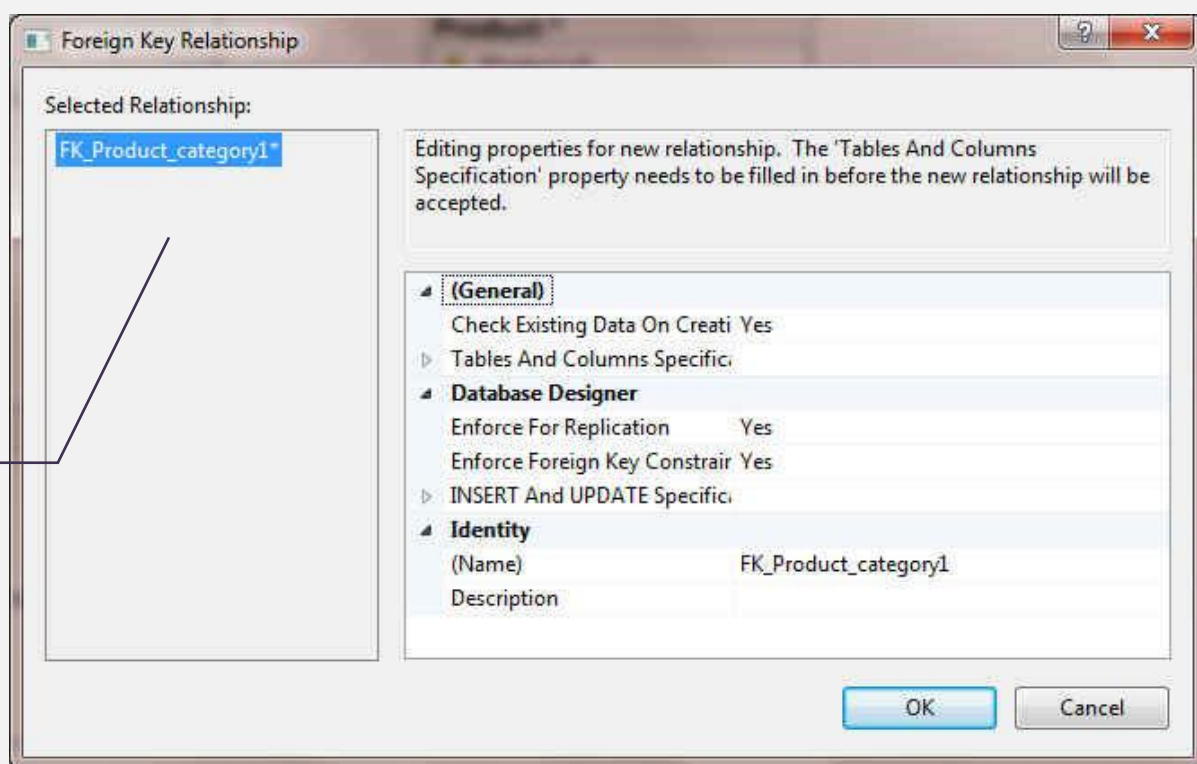 Foreign Key Relationship
Selected Relationship:
FK_Product_category1*
Editing properties for new relationship. The 'Tables And Columns
Specification' property needs to be filled in before the new relationship will be
accepted.
(General)
Check Existing Data On Creati Yes
Tables And Columns Specifica
Database Designer
Enforce For Replication Yes
Enforce Foreign Key Constrair Yes
INSERT And UPDATE Specifica
Identity
(Name) FK_Product_category1
Description
OK Cancel